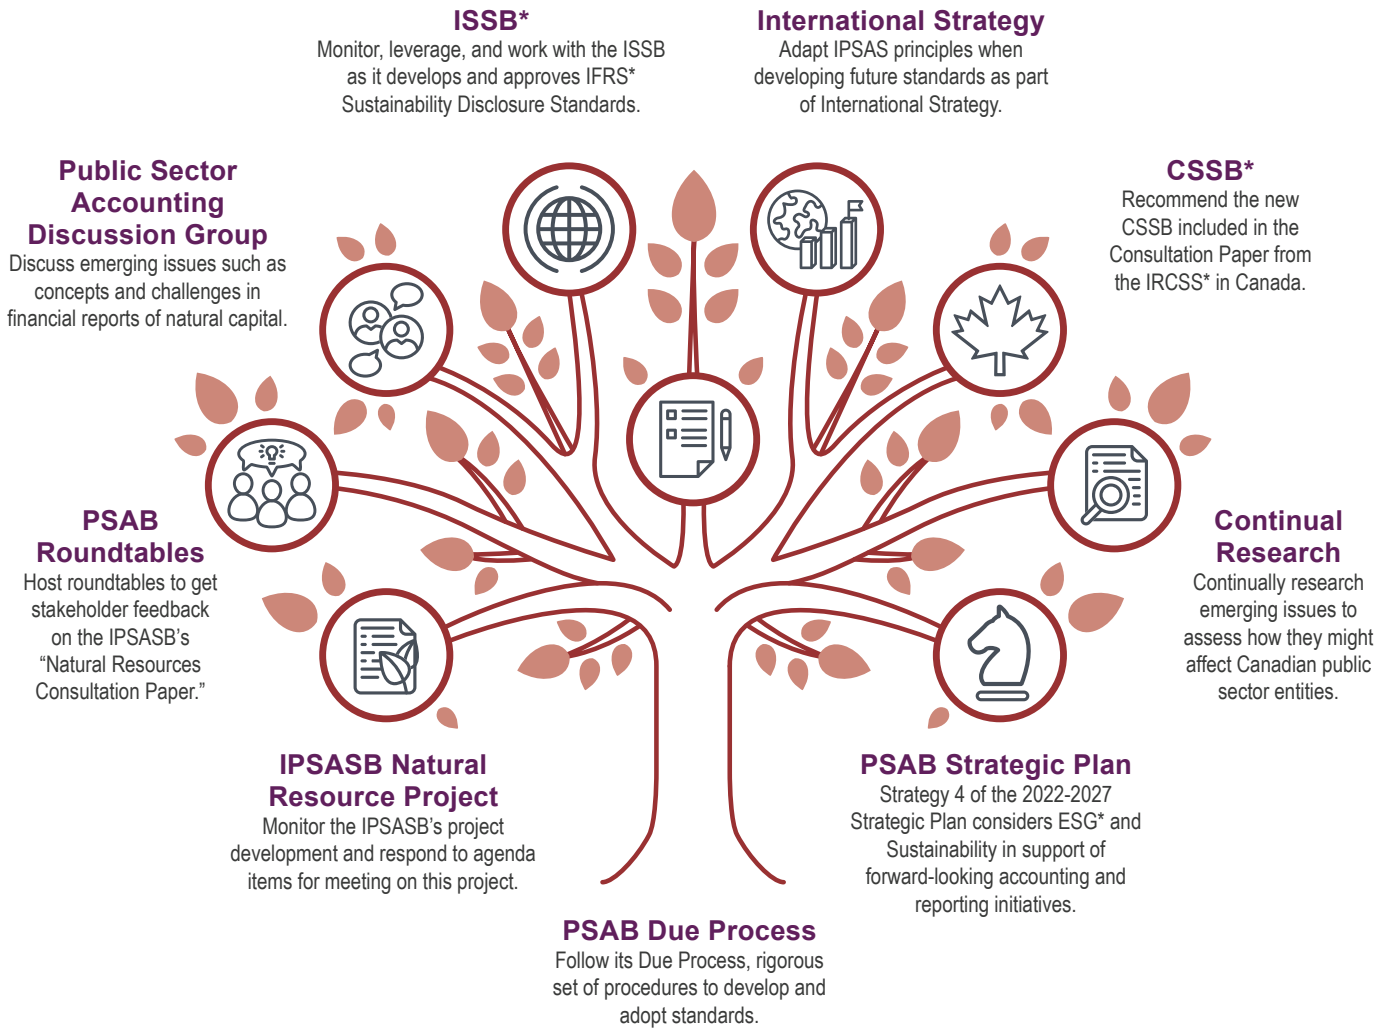 ISSB*
Monitor, leverage, and work with the ISSB
as it develops and approves IFRS*
Sustainability Disclosure Standards.
International Strategy
Adapt IPSAS principles when
developing future standards as part
of International Strategy.
Public Sector
Accounting
Discussion Group
Discuss emerging issues such as
concepts and challenges in
financial reports of natural capital.
CSSB*
Recommend the new
CSSB included in the
Consultation Paper from
the IRCSS* in Canada.
PSAB
Roundtables
Host roundtables to get
stakeholder feedback
on the IPSASB’s
“Natural Resources
Consultation Paper.”
Continual
Research
Continually research
emerging issues to
assess how they might
affect Canadian public
sector entities.
IPSASB Natural
Resource Project
Monitor the IPSASB’s project
development and respond to agenda
items for meeting on this project.
PSAB Strategic Plan
Strategy 4 of the 2022-2027
Strategic Plan considers ESG* and
Sustainability in support of
forward-looking accounting and
reporting initiatives.
PSAB Due Process
Follow its Due Process, rigorous
set of procedures to develop and
adopt standards.